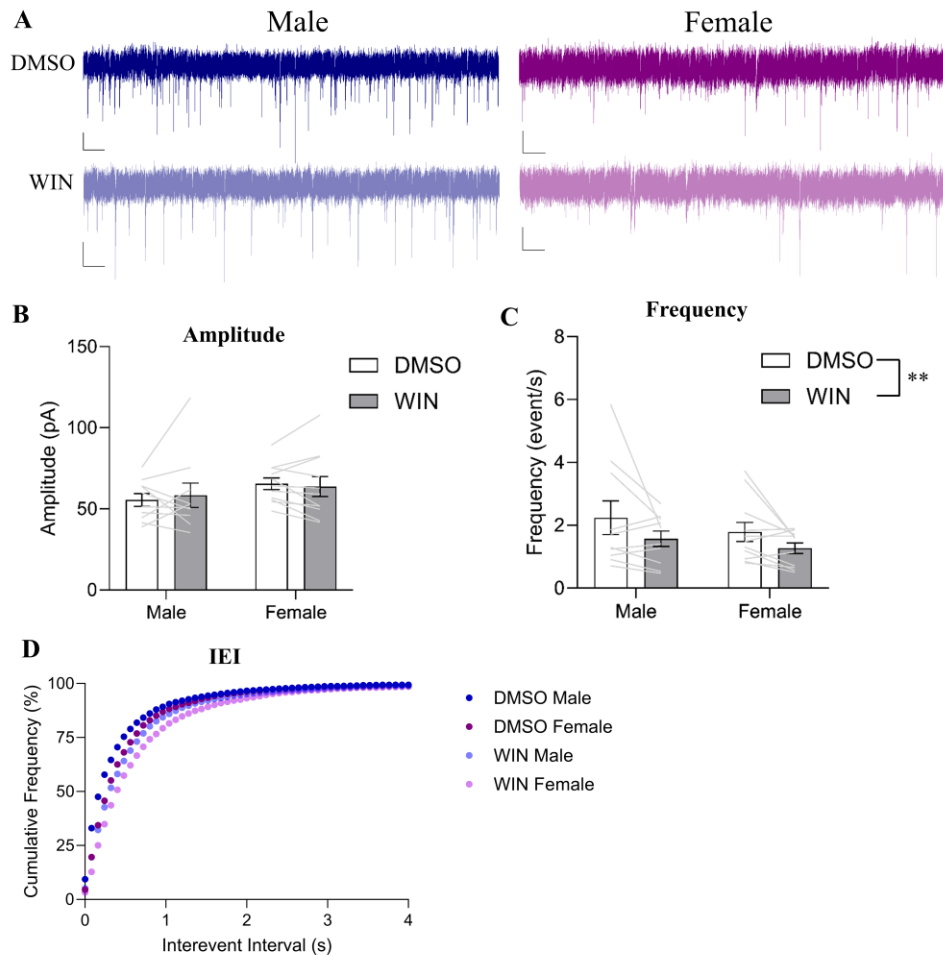 A
Male
Female
DMSO
WIN
B
Amplitude
150
100
50
0
Amplitude (pA)
DMSO
WIN
Male
Female
C
Frequency
8
6
4
2
0
Frequency (event/s)
DMSO
WIN
**
Male
Female
D
IEI
100
75
50
25
0
Cumulative Frequency (%)
0 1 2 3 4
Interevent Interval (s)
DMSO Male
DMSO Female
WIN Male
WIN Female